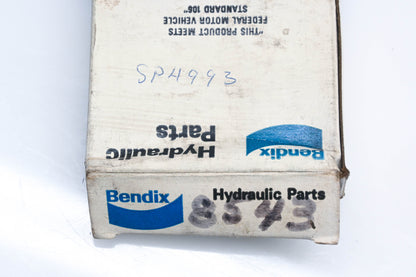 "THIS PRODUCT MEETS
FEDERAL MOTOR VEHICLE
STANDARD 106"
SP4993
Bendix Hydraulic Parts
Bendix Hydraulic Parts
8543